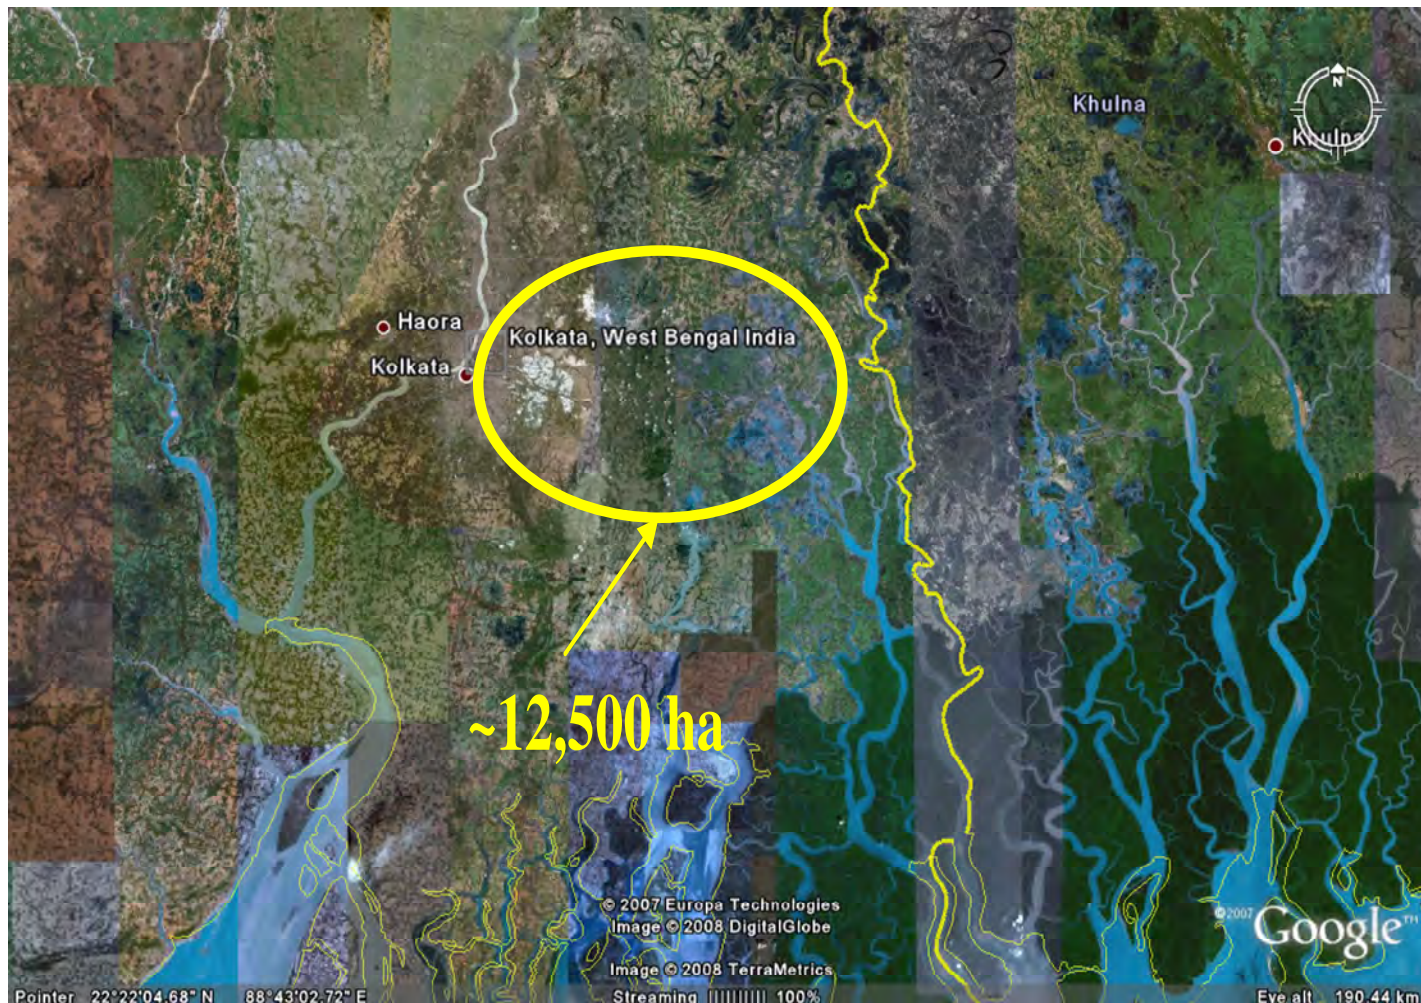 Khulna
Khulna
N
Haora
Kolkata, West Bengal India
Kolkata
~12,500 ha
© 2007 Europa Technologies
Image © 2008 DigitalGlobe
©2007 Google™
Image © 2008 TerraMetrics
Pointer 22°22'04.68" N 88°43'02.72" E Streaming |||||||||| 100% Eye alt 190.44 km